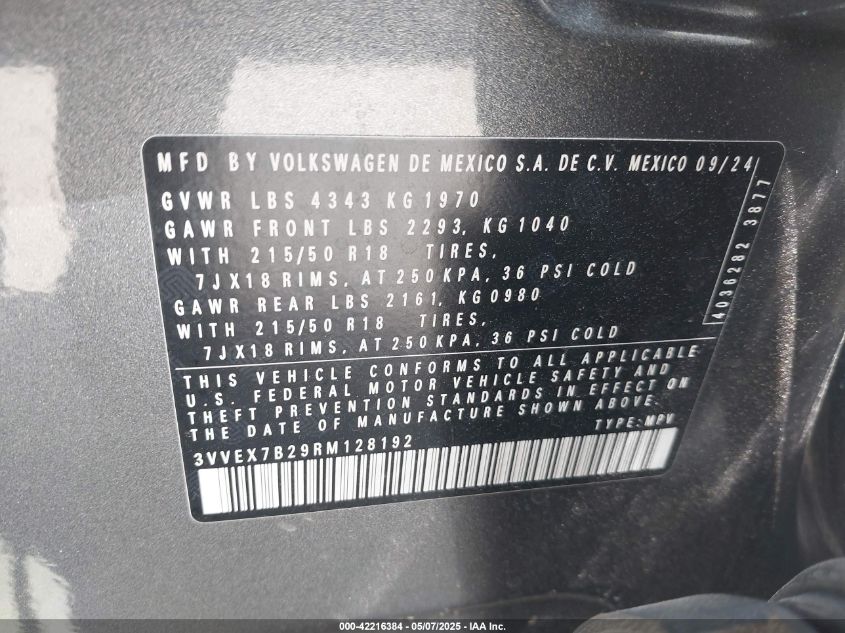 MFD BY VOLKSWAGEN DE MEXICO S.A. DE C.V. MEXICO 09/24
GVWR LBS 4343 KG 1970
GAWR FRONT LBS 2293, KG 1040
WITH 215/50 R18 TIRES,
7JX18 RIMS, AT 250 KPA, 36 PSI COLD
GAWR REAR LBS 2161, KG 0980
WITH 215/50 R18 TIRES,
7JX18 RIMS, AT 250 KPA, 36 PSI COLD
4036282 3877
THIS VEHICLE CONFORMS TO ALL APPLICABLE
U.S. FEDERAL MOTOR VEHICLE SAFETY AND
THEFT PREVENTION STANDARDS IN EFFECT ON
THE DATE OF MANUFACTURE SHOWN ABOVE.
TYPE: MPV
3VVEX7B29RM128192
000-42216384 | 05/07/2025 - IAA Inc.